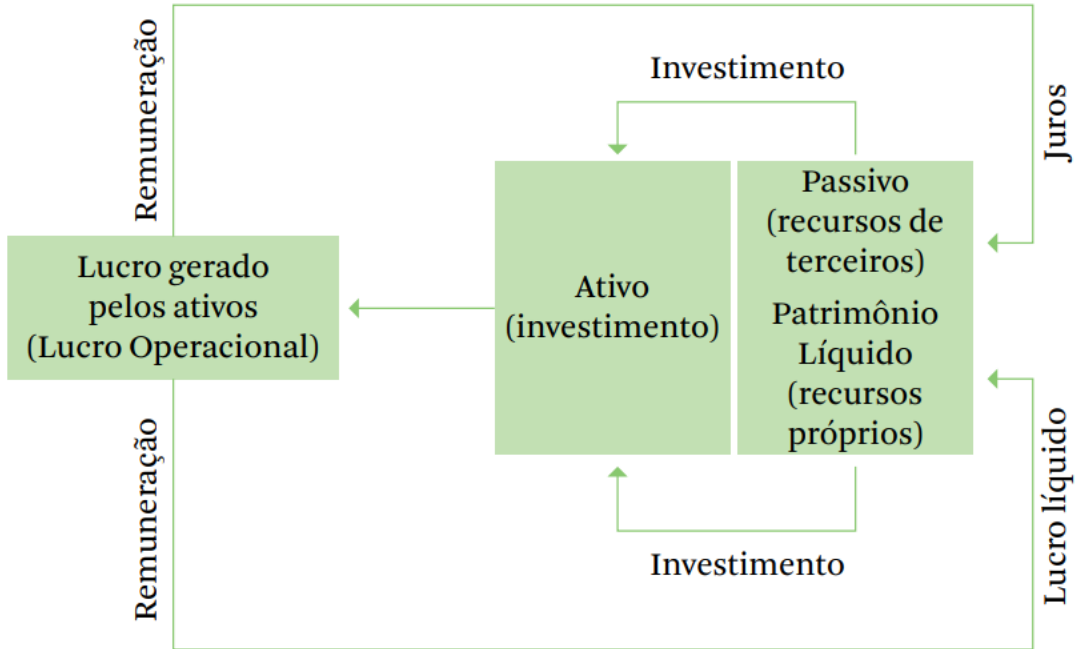 Remuneração
Investimento
Juros
Passivo
(recursos de
terceiros)
Patrimônio
Líquido
(recursos
próprios)
Ativo
(investimento)
Lucro gerado
pelos ativos
(Lucro Operacional)
Remuneração
Investimento
Lucro líquido